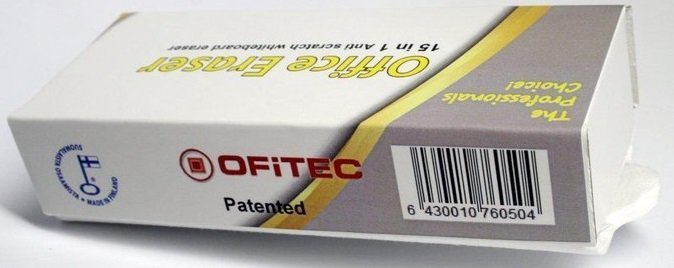 Office Eraser
15 in 1 Anti scratch whiteboard eraser
The
Professionals
Choice!
SUOMALAISTA OSAAMISTA • MADE IN FINLAND
OFiTEC
Patented
6 430010 760504